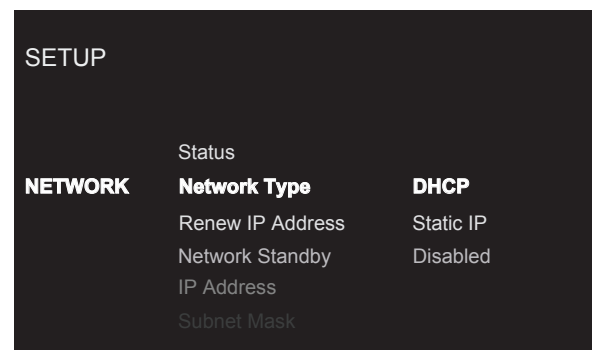 SETUP
Status
NETWORK Network Type DHCP
Renew IP Address Static IP
Network Standby Disabled
IP Address
Subnet Mask